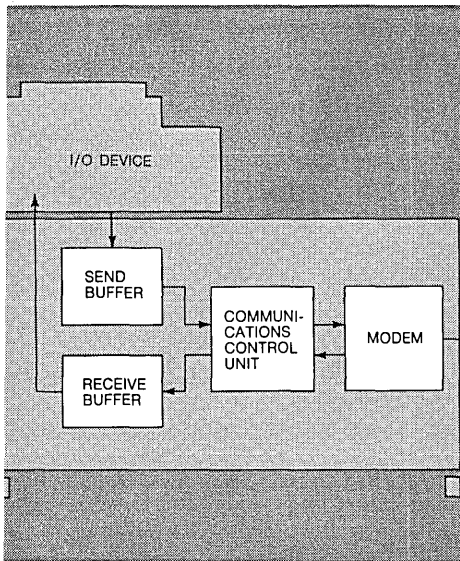 I/O DEVICE
SEND
BUFFER
COMMUNI-
CATIONS
CONTROL
UNIT
MODEM
RECEIVE
BUFFER